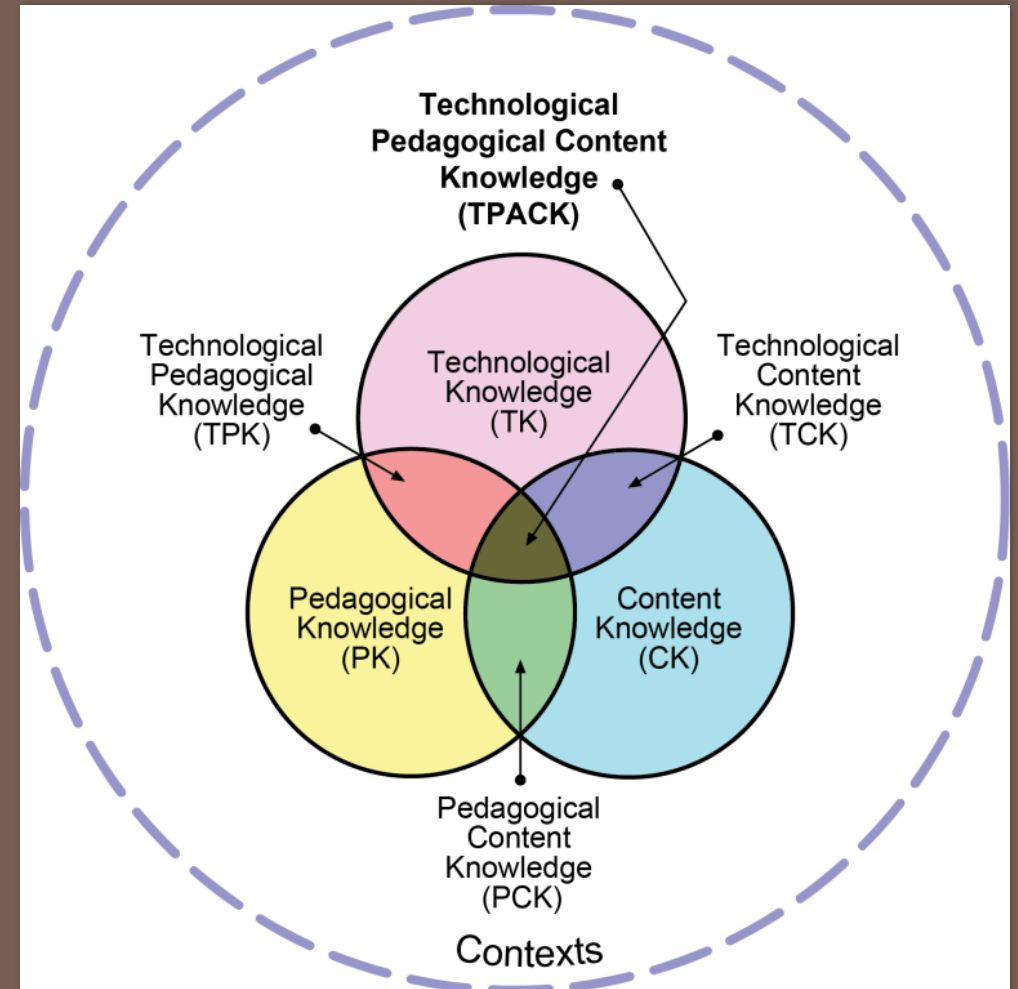 Technological
Pedagogical Content
Knowledge
(TPACK)
Technological
Pedagogical
Knowledge
(TPK)
Technological
Knowledge
(TK)
Technological
Content
Knowledge
(TCK)
Pedagogical
Knowledge
(PK)
Content
Knowledge
(CK)
Pedagogical
Content
Knowledge
(PCK)
Contexts